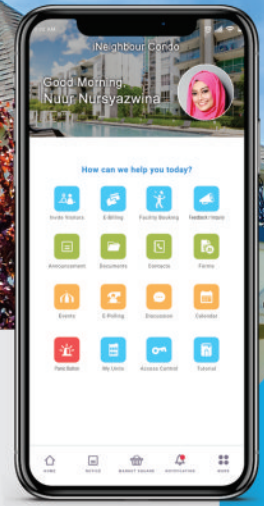 iNeighbour Condo
Good Morning,
Nuur Nursyazwina
How can we help you today?
Invite Visitors E-Billing Facility Booking Feedback
Announcement Documents Contacts Forms
Events E-Polling Discussion Calendar
Panic Button My Units Access Control Tutorial
HOME NOTICE MARKET SQUARE NOTIFICATION MORE